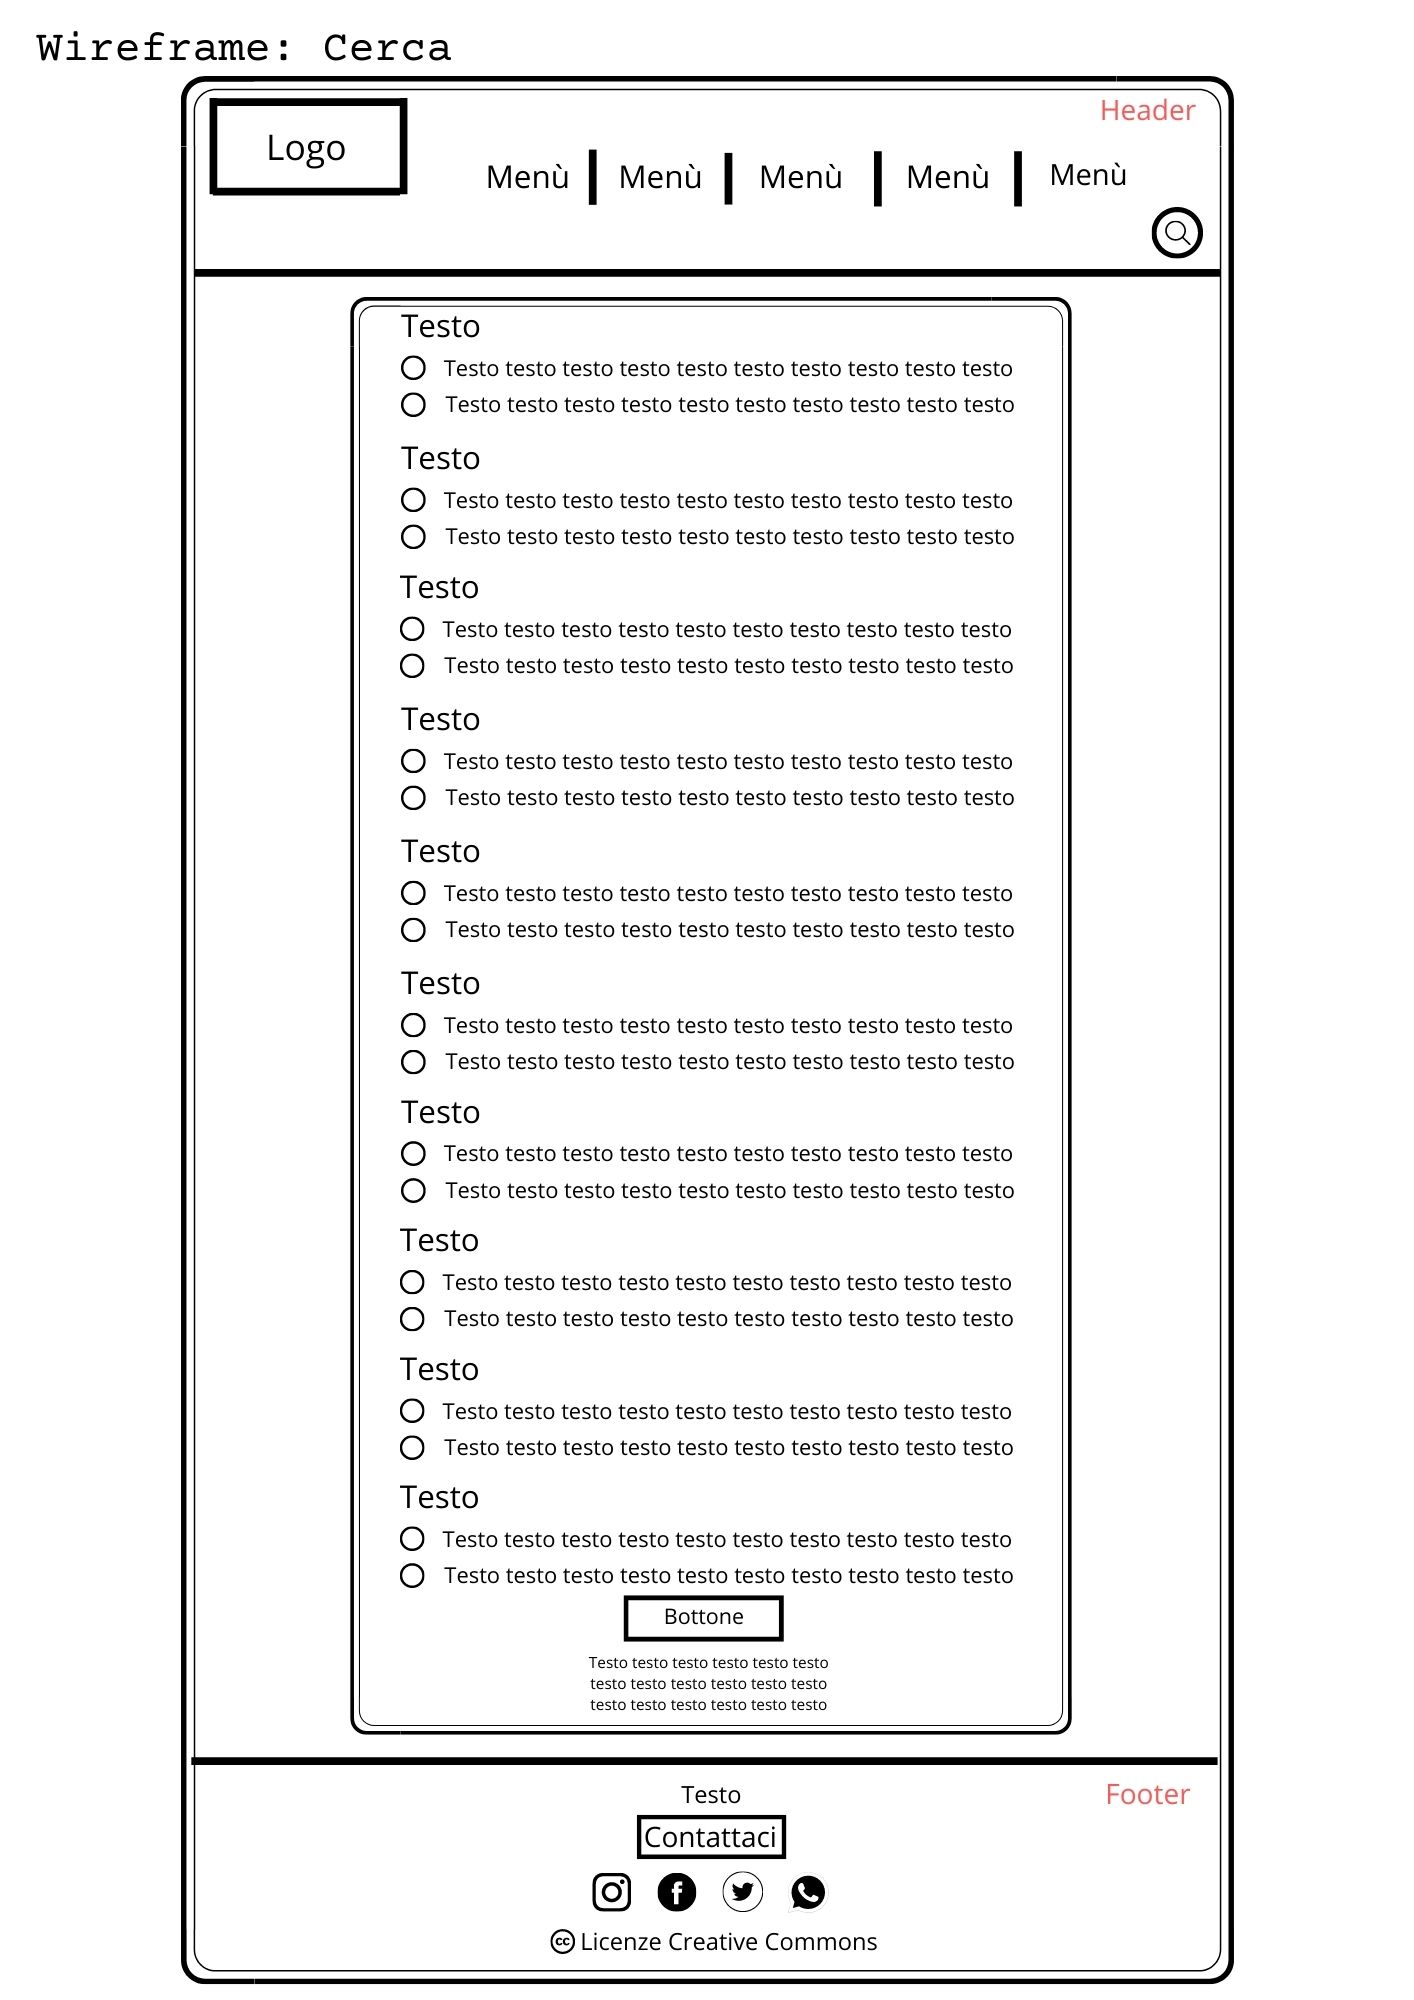 Wireframe: Cerca
Header
Logo
Menù Menù Menù Menù Menù
Testo
Testo testo testo testo testo testo testo testo testo testo
Testo testo testo testo testo testo testo testo testo testo
Testo
Testo testo testo testo testo testo testo testo testo testo
Testo testo testo testo testo testo testo testo testo testo
Testo
Testo testo testo testo testo testo testo testo testo testo
Testo testo testo testo testo testo testo testo testo testo
Testo
Testo testo testo testo testo testo testo testo testo testo
Testo testo testo testo testo testo testo testo testo testo
Testo
Testo testo testo testo testo testo testo testo testo testo
Testo testo testo testo testo testo testo testo testo testo
Testo
Testo testo testo testo testo testo testo testo testo testo
Testo testo testo testo testo testo testo testo testo testo
Testo
Testo testo testo testo testo testo testo testo testo testo
Testo testo testo testo testo testo testo testo testo testo
Testo
Testo testo testo testo testo testo testo testo testo testo
Testo testo testo testo testo testo testo testo testo testo
Testo
Testo testo testo testo testo testo testo testo testo testo
Testo testo testo testo testo testo testo testo testo testo
Testo
Testo testo testo testo testo testo testo testo testo testo
Testo testo testo testo testo testo testo testo testo testo
Bottone
Testo testo testo testo testo testo
testo testo testo testo testo testo
testo testo testo testo testo testo
Testo
Footer
Contattaci
cc Licenze Creative Commons